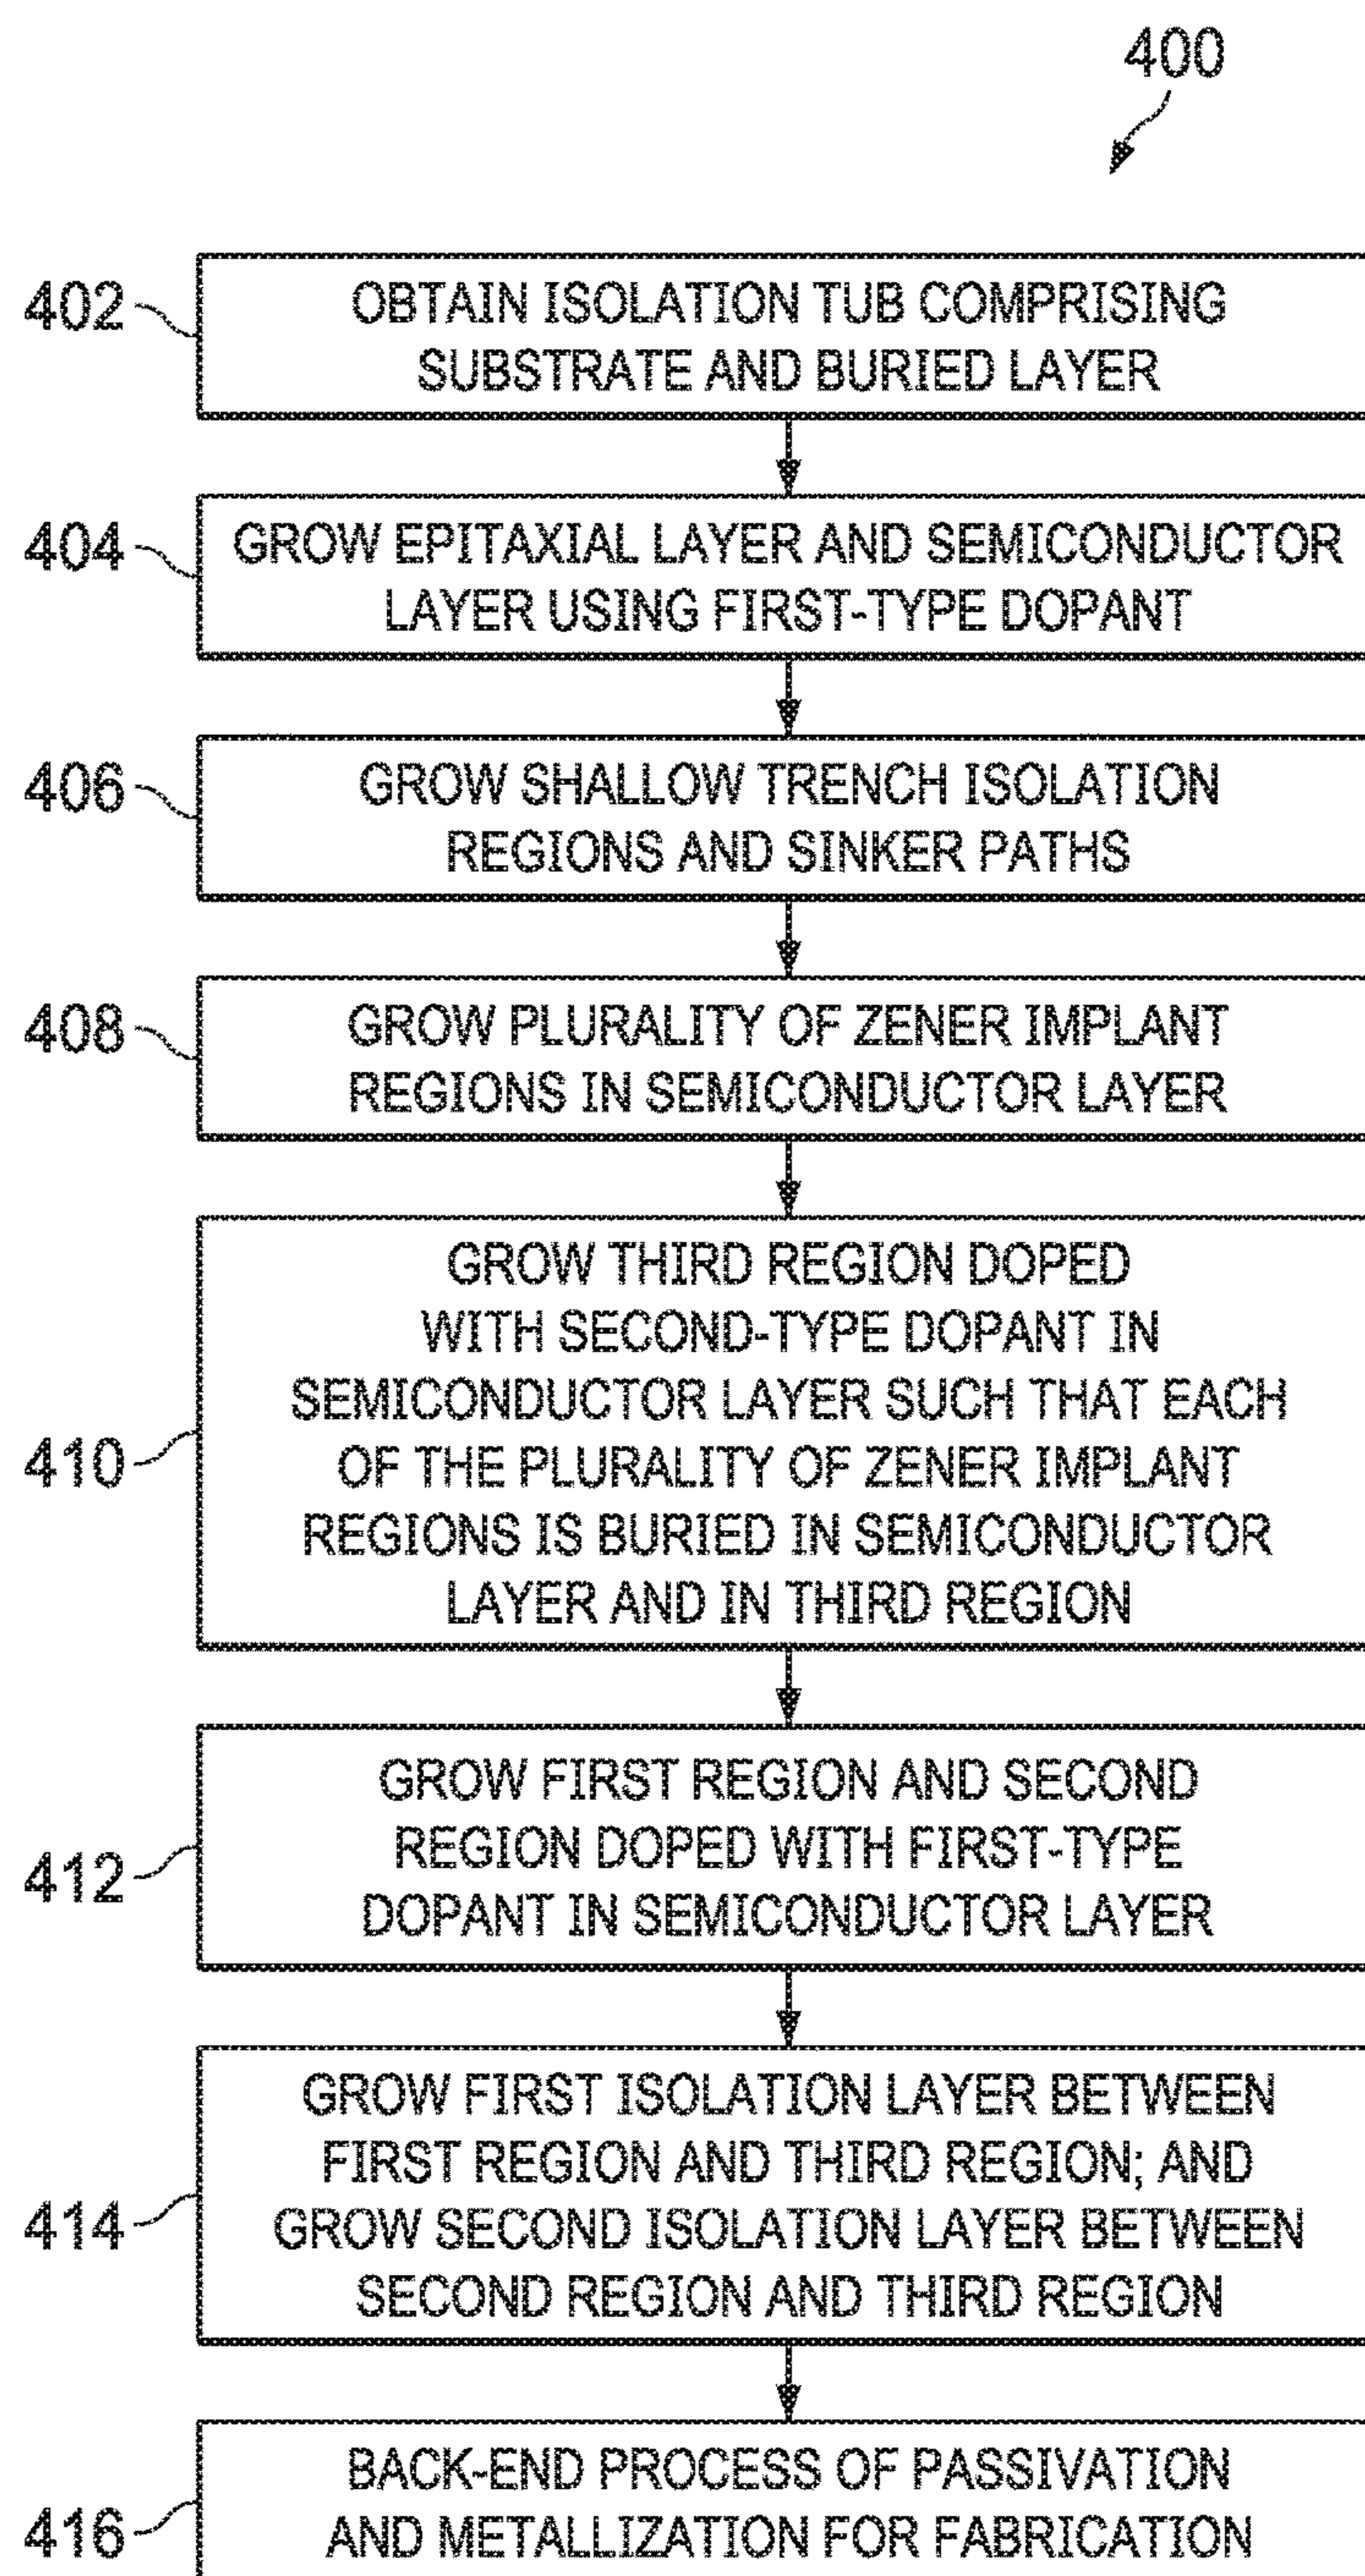 400
402
OBTAIN ISOLATION TUB COMPRISING
SUBSTRATE AND BURIED LAYER
404
GROW EPITAXIAL LAYER AND SEMICONDUCTOR
LAYER USING FIRST-TYPE DOPANT
406
GROW SHALLOW TRENCH ISOLATION
REGIONS AND SINKER PATHS
408
GROW PLURALITY OF ZENER IMPLANT
REGIONS IN SEMICONDUCTOR LAYER
410
GROW THIRD REGION DOPED
WITH SECOND-TYPE DOPANT IN
SEMICONDUCTOR LAYER SUCH THAT EACH
OF THE PLURALITY OF ZENER IMPLANT
REGIONS IS BURIED IN SEMICONDUCTOR
LAYER AND IN THIRD REGION
412
GROW FIRST REGION AND SECOND
REGION DOPED WITH FIRST-TYPE
DOPANT IN SEMICONDUCTOR LAYER
414
GROW FIRST ISOLATION LAYER BETWEEN
FIRST REGION AND THIRD REGION; AND
GROW SECOND ISOLATION LAYER BETWEEN
SECOND REGION AND THIRD REGION
416
BACK-END PROCESS OF PASSIVATION
AND METALLIZATION FOR FABRICATION